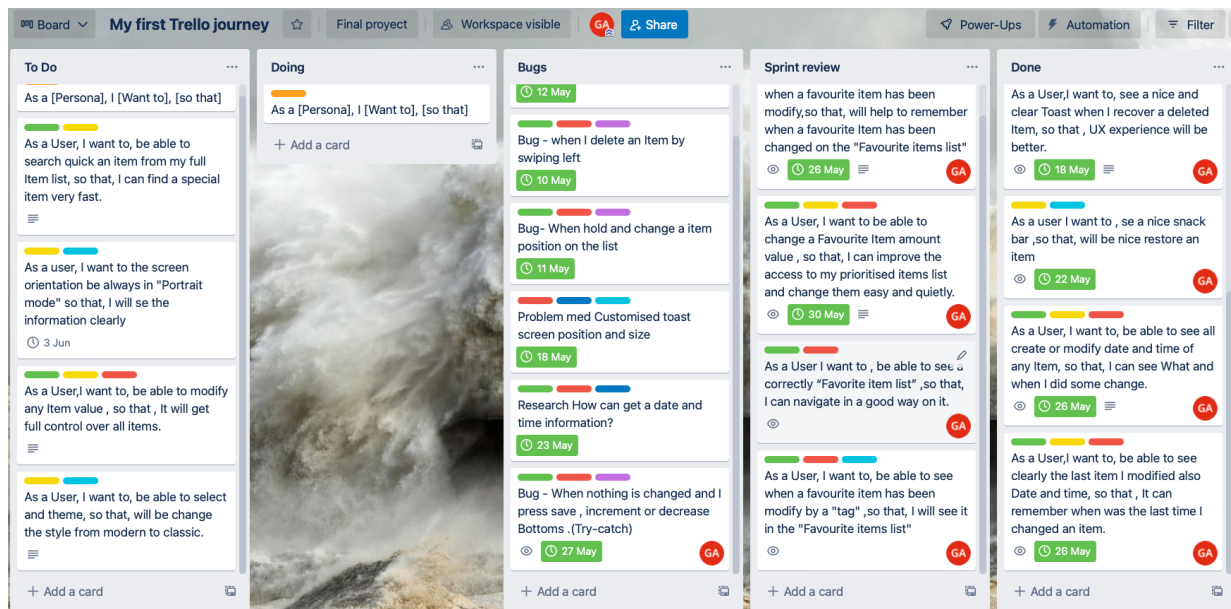 Board
My first Trello journey
Final proyect
Workspace visible
GA
Share
Power-Ups
Automation
Filter
To Do
As a [Persona], I [Want to], [so that]
As a User, I want to, be able to
search quick an item from my full
Item list, so that, I can find a special
item very fast.
As a user, I want to the screen
orientation be always in "Portrait
mode" so that, I will se the
information clearly
3 Jun
As a User,I want to, be able to modify
any Item value , so that , It will get
full control over all items.
As a User, I want to, be able to select
and theme, so that, will be change
the style from modern to classic.
+ Add a card
Doing
As a [Persona], I [Want to], [so that]
+ Add a card
Bugs
12 May
Bug - when I delete an Item by
swiping left
10 May
Bug- When hold and change a item
position on the list
11 May
Problem med Customised toast
screen position and size
18 May
Research How can get a date and
time information?
23 May
Bug - When nothing is changed and I
press save , increment or decrease
Bottoms .(Try-catch)
27 May
GA
+ Add a card
Sprint review
when a favourite item has been
modify,so that, will help to remember
when a favourite Item has been
changed on the "Favourite items list"
26 May
GA
As a User, I want to be able to
change a Favourite Item amount
value , so that, I can improve the
access to my prioritised items list
and change them easy and quietly.
30 May
GA
As a User I want to , be able to see a
correctly “Favorite item list” ,so that,
I can navigate in a good way on it.
GA
As a User, I want to, be able to see
when a favourite item has been
modify by a "tag" ,so that, I will see it
in the "Favourite items list"
GA
+ Add a card
Done
As a User,I want to, see a nice and
clear Toast when I recover a deleted
Item, so that , UX experience will be
better.
18 May
GA
As a user I want to , se a nice snack
bar ,so that, will be nice restore an
item
22 May
GA
As a User, I want to, be able to see all
create or modify date and time of
any Item, so that, I can see What and
when I did some change.
26 May
GA
As a User,I want to, be able to see
clearly the last item I modified also
Date and time, so that , It can
remember when was the last time I
changed an item.
26 May
GA
+ Add a card